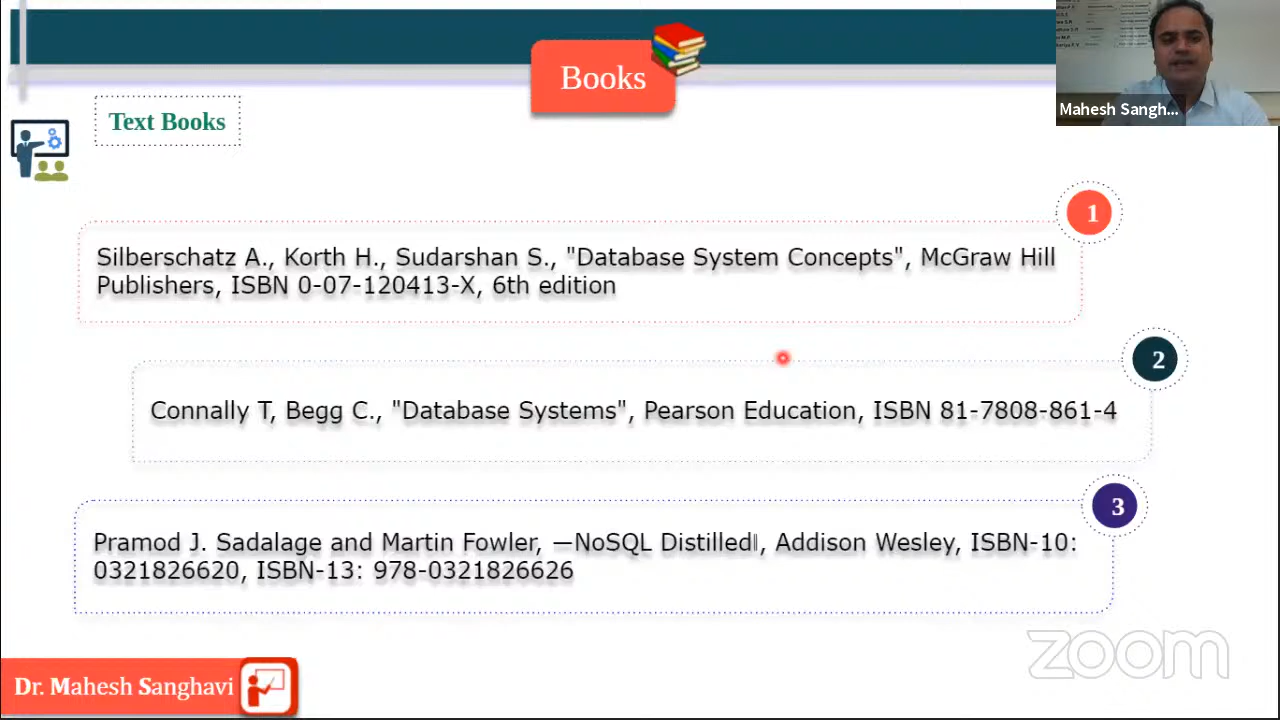 Books
Mahesh Sangh...
Text Books
1
Silberschatz A., Korth H., Sudarshan S., "Database System Concepts", McGraw Hill
Publishers, ISBN 0-07-120413-X, 6th edition
2
Connally T, Begg C., "Database Systems", Pearson Education, ISBN 81-7808-861-4
3
Pramod J. Sadalage and Martin Fowler, ―NoSQL Distilled‖, Addison Wesley, ISBN-10:
0321826620, ISBN-13: 978-0321826626
zoom
Dr. Mahesh Sanghavi